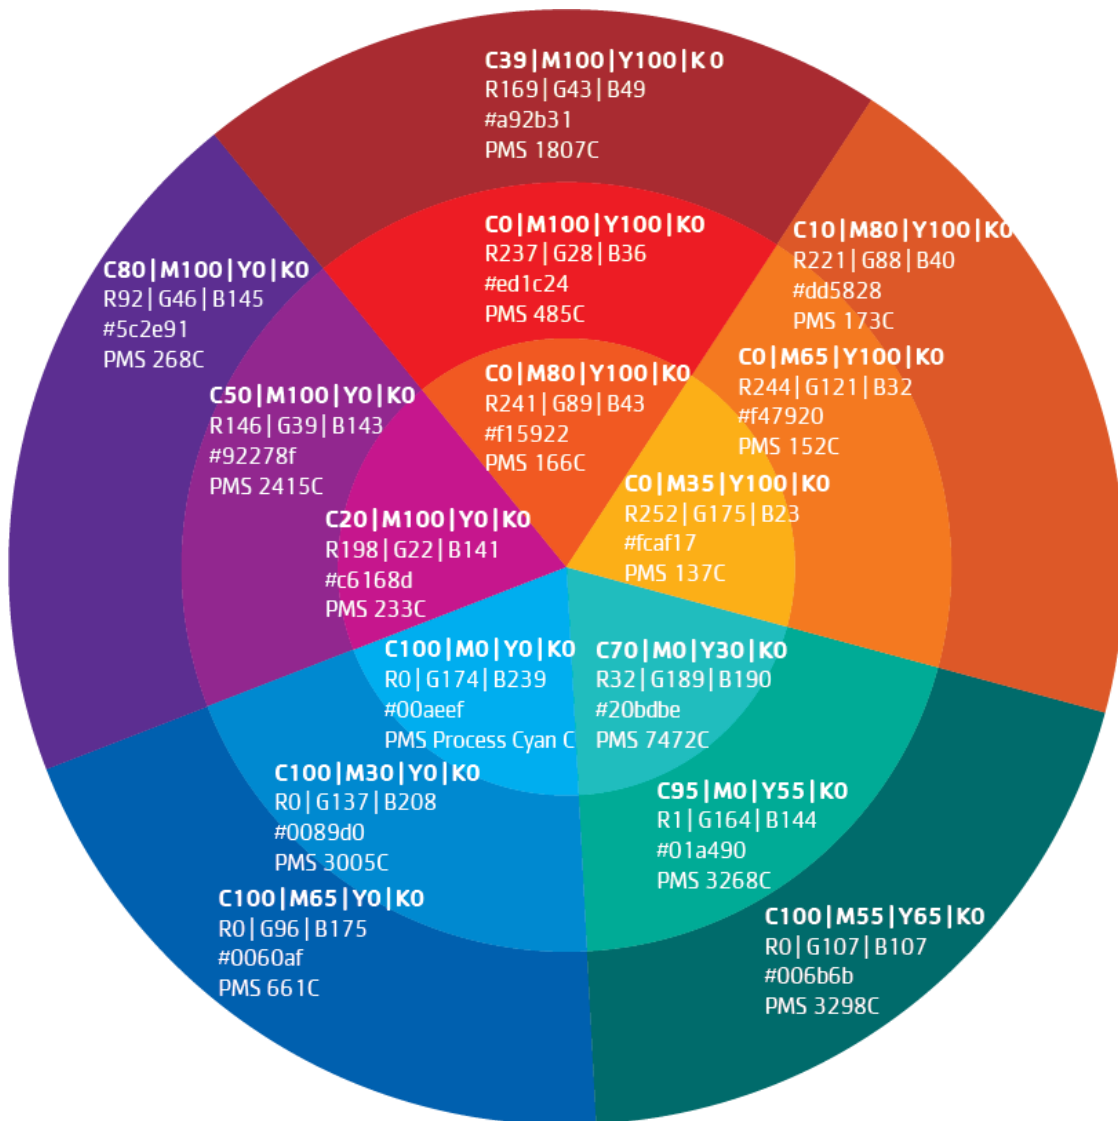 C39|M100|Y100|K 0
R169|G43|B49
#a92b31
PMS 1807C
C0|M100|Y100|K0
R237|G28|B36
#ed1c24
PMS 485C
C0|M80|Y100|K0
R241|G89|B43
#f15922
PMS 166C
C10|M80|Y100|K0
R221|G88|B40
#dd5828
PMS 173C
C0|M65|Y100|K0
R244|G121|B32
#f47920
PMS 152C
C0|M35|Y100|K0
R252|G175|B23
#fcaf17
PMS 137C
C80|M100|Y0|K0
R92|G46|B145
#5c2e91
PMS 268C
C50|M100|Y0|K0
R146|G39|B143
#92278f
PMS 2415C
C20|M100|Y0|K0
R198|G22|B141
#c6168d
PMS 233C
C100|M0|Y0|K0
R0|G174|B239
#00aeef
PMS Process Cyan C
C100|M30|Y0|K0
R0|G137|B208
#0089d0
PMS 3005C
C100|M65|Y0|K0
R0|G96|B175
#0060af
PMS 661C
C70|M0|Y30|K0
R32|G189|B190
#20bdbe
PMS 7472C
C95|M0|Y55|K0
R1|G164|B144
#01a490
PMS 3268C
C100|M55|Y65|K0
R0|G107|B107
#006b6b
PMS 3298C